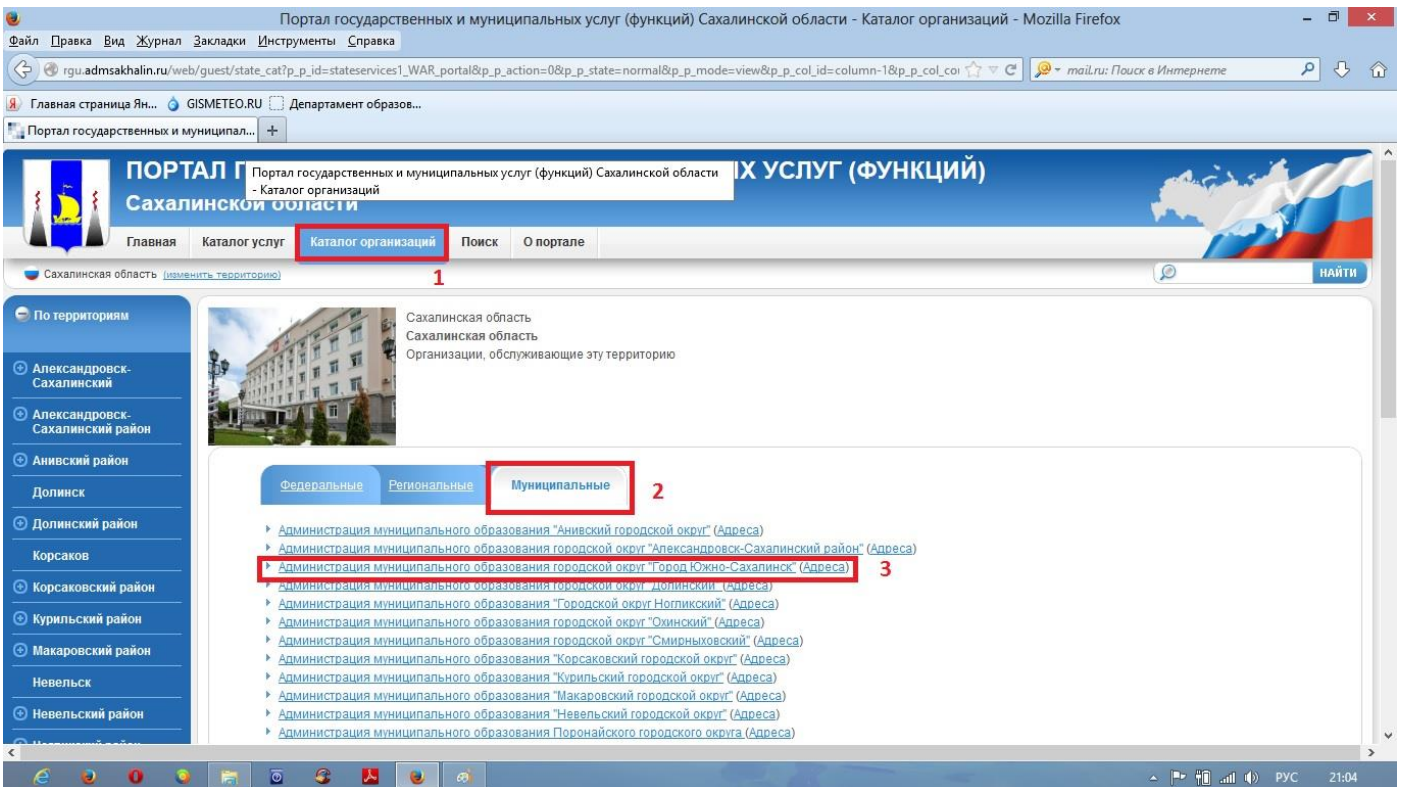 Портал государственных и муниципальных услуг (функций) Сахалинской области - Каталог организаций - Mozilla Firefox
Файл Правка Вид Журнал Закладки Инструменты Справка
rgu.admsakhalin.ru/web/guest/state_cat?p_p_id=stateservices1_WAR_portal&p_p_action=0&p_p_state=normal&p_p_mode=view&p_p_col_id=column-1&p_p_col_co
mail.ru: Поиск в Интернете
Главная страница Ян... GISMETEO.RU Департамент образов...
Портал государственных и муниципал...
ПОРТАЛ Г
Портал государственных и муниципальных услуг (функций) Сахалинской области
- Каталог организаций
ЫХ УСЛУГ (ФУНКЦИЙ)
Сахалинской области
Главная Каталог услуг Каталог организаций Поиск О портале
1
Сахалинская область (изменить территорию)
НАЙТИ
По территориям
Александровск-
Сахалинский
Александровск-
Сахалинский район
Анивский район
Долинск
Долинский район
Корсаков
Корсаковский район
Курильский район
Макаровский район
Невельск
Невельский район
Сахалинская область
Сахалинская область
Организации, обслуживающие эту территорию
Федеральные Региональные Муниципальные 2
Администрация муниципального образования "Анивский городской округ" (Адреса)
Администрация муниципального образования городской округ "Александровск-Сахалинский район" (Адреса)
Администрация муниципального образования городской округ "Город Южно-Сахалинск" (Адреса) 3
Администрация муниципального образования городской округ "Долинский" (Адреса)
Администрация муниципального образования "Городской округ Ногликский" (Адреса)
Администрация муниципального образования городской округ "Охинский" (Адреса)
Администрация муниципального образования городской округ "Смирныховский" (Адреса)
Администрация муниципального образования "Корсаковский городской округ" (Адреса)
Администрация муниципального образования "Курильский городской округ" (Адреса)
Администрация муниципального образования "Макаровский городской округ" (Адреса)
Администрация муниципального образования "Невельский городской округ" (Адреса)
Администрация муниципального образования Поронайского городского округа (Адреса)
РУС 21:04